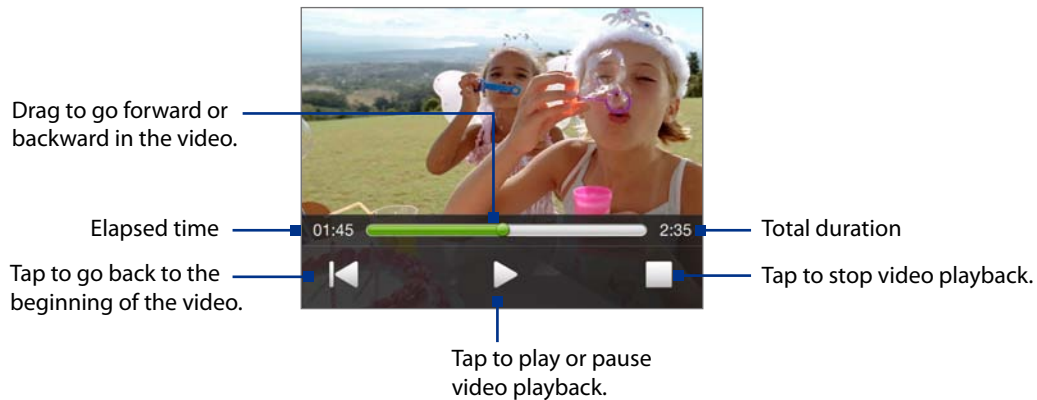 Drag to go forward or
backward in the video.
Elapsed time
01:45
2:35
Total duration
Tap to go back to the
beginning of the video.
Tap to stop video playback.
Tap to play or pause
video playback.